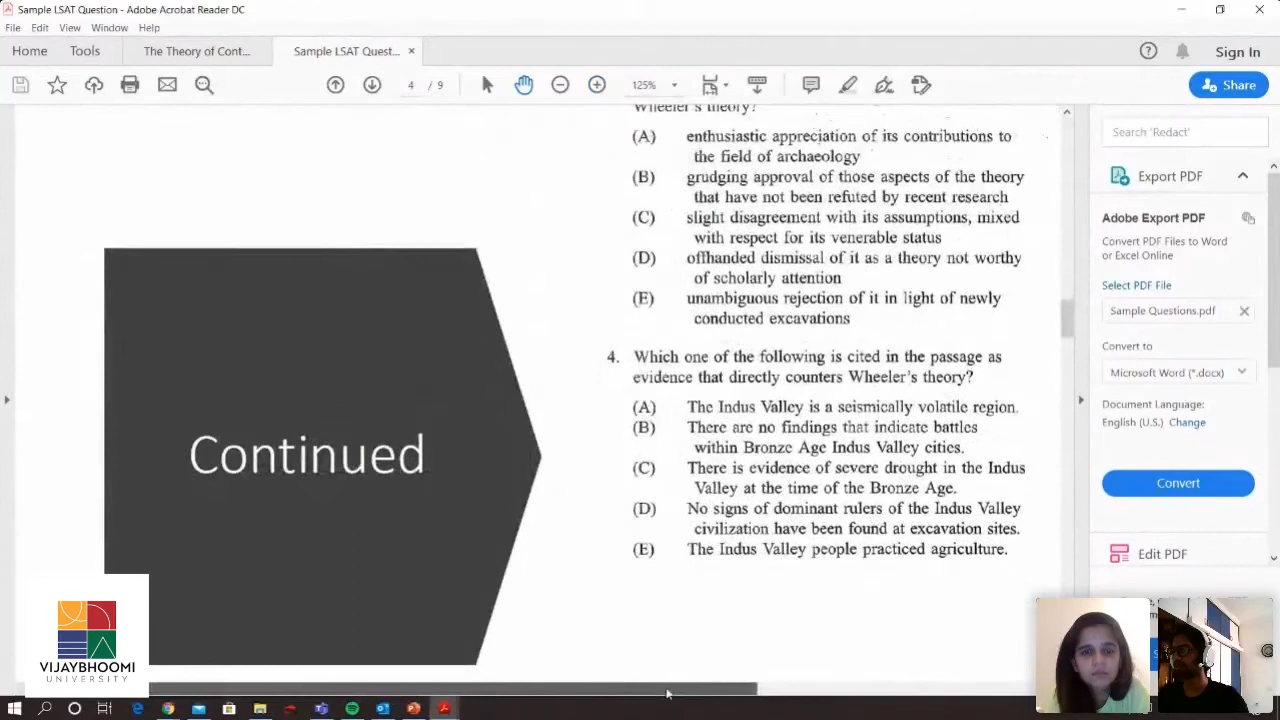 Sample LSAT Question - Adobe Acrobat Reader DC
File Edit View Window Help
Home Tools The Theory of Cont... Sample LSAT Quest... ×
Sign In
4 / 9
125%
Share
Wheeler's theory?
(A) enthusiastic appreciation of its contributions to
the field of archaeology
(B) grudging approval of those aspects of the theory
that have not been refuted by recent research
(C) slight disagreement with its assumptions, mixed
with respect for its venerable status
(D) offhanded dismissal of it as a theory not worthy
of scholarly attention
(E) unambiguous rejection of it in light of newly
conducted excavations
4. Which one of the following is cited in the passage as
evidence that directly counters Wheeler's theory?
(A) The Indus Valley is a seismically volatile region.
(B) There are no findings that indicate battles
within Bronze Age Indus Valley cities.
(C) There is evidence of severe drought in the Indus
Valley at the time of the Bronze Age.
(D) No signs of dominant rulers of the Indus Valley
civilization have been found at excavation sites.
(E) The Indus Valley people practiced agriculture.
Continued
Search 'Redact'
Export PDF
Adobe Export PDF
Convert PDF Files to Word
or Excel Online
Select PDF File
Sample Questions.pdf
Convert to
Microsoft Word (*.docx)
Document Language:
English (U.S.) Change
Convert
Edit PDF
VIJAYBHOOMI
UNIVERSITY